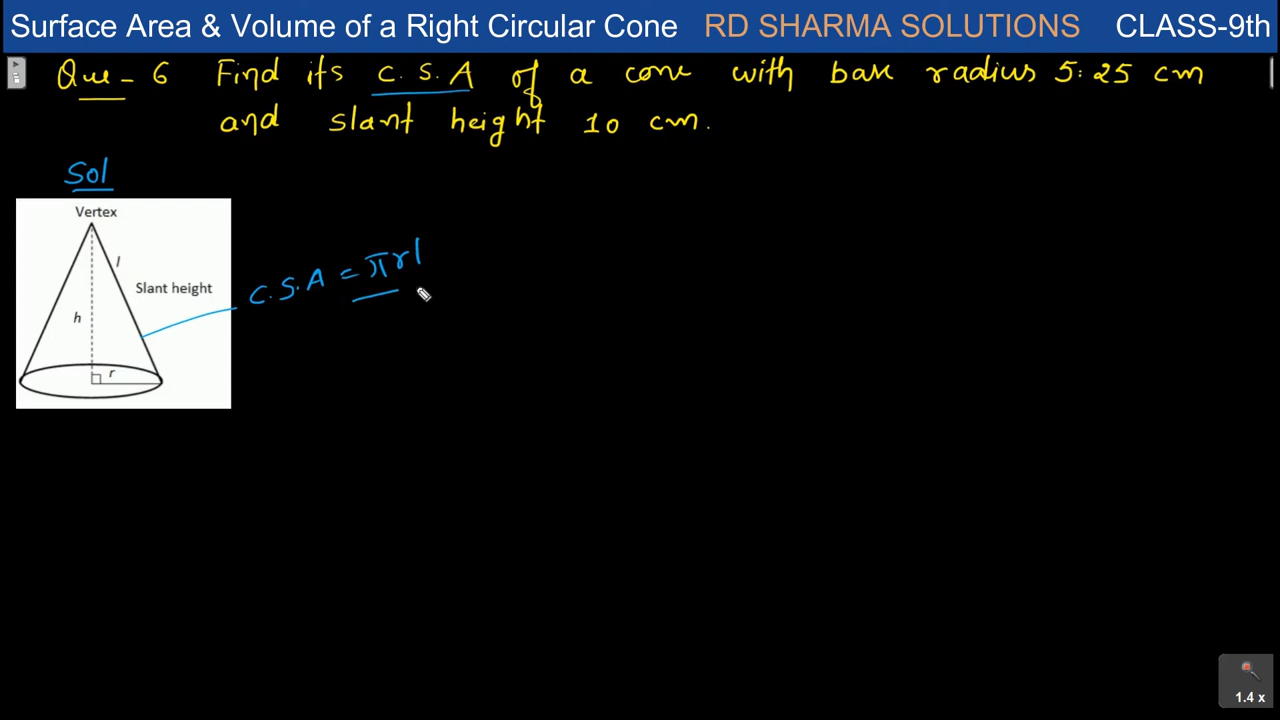 Surface Area & Volume of a Right Circular Cone RD SHARMA SOLUTIONS CLASS-9th
Que - 6 Find its C. S. A of a cone with base radius 5.25 cm
and slant height 10 cm.
Sol
Vertex
l
Slant height
h
r
C.S.A = πrl
1.4 x